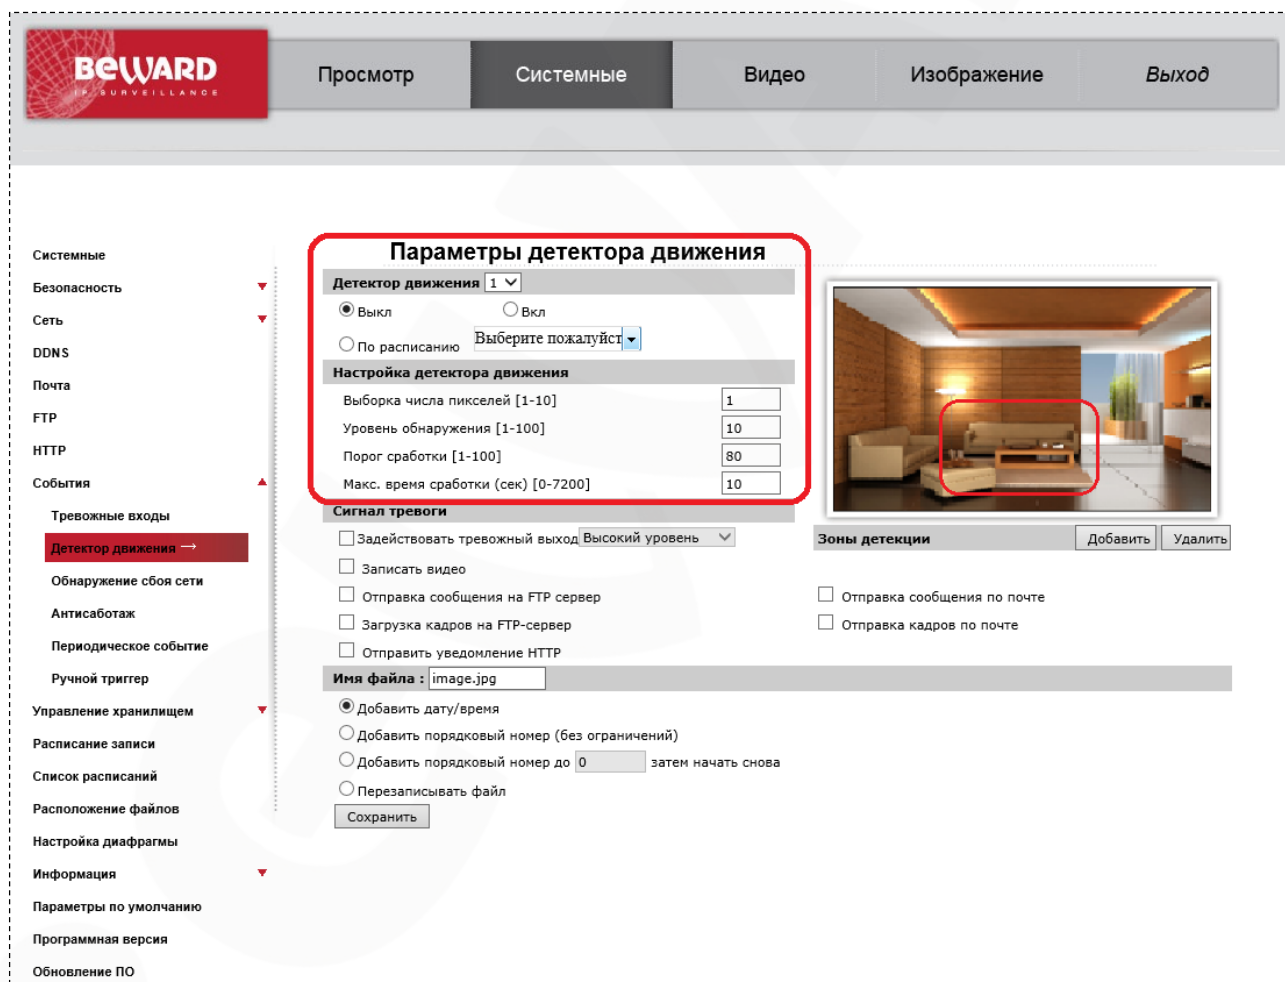 BEWARD
IP SURVEILLANCE
Просмотр
Системные
Видео
Изображение
Выход
Системные
Безопасность
Сеть
DDNS
Почта
FTP
HTTP
События
Тревожные входы
Детектор движения →
Обнаружение сбоя сети
Антисаботаж
Периодическое событие
Ручной триггер
Управление хранилищем
Расписание записи
Список расписаний
Расположение файлов
Настройка диафрагмы
Информация
Параметры по умолчанию
Программная версия
Обновление ПО
Параметры детектора движения
Детектор движения 1
Выкл Вкл
По расписанию Выберите пожалуйст
Настройка детектора движения
Выборка числа пикселей [1-10] 1
Уровень обнаружения [1-100] 10
Порог сработки [1-100] 80
Макс. время сработки (сек) [0-7200] 10
Сигнал тревоги
Задействовать тревожный выход Высокий уровень
Зоны детекции Добавить Удалить
Записать видео
Отправка сообщения на FTP сервер
Отправка сообщения по почте
Загрузка кадров на FTP-сервер
Отправка кадров по почте
Отправить уведомление HTTP
Имя файла : image.jpg
Добавить дату/время
Добавить порядковый номер (без ограничений)
Добавить порядковый номер до 0 затем начать снова
Перезаписывать файл
Сохранить